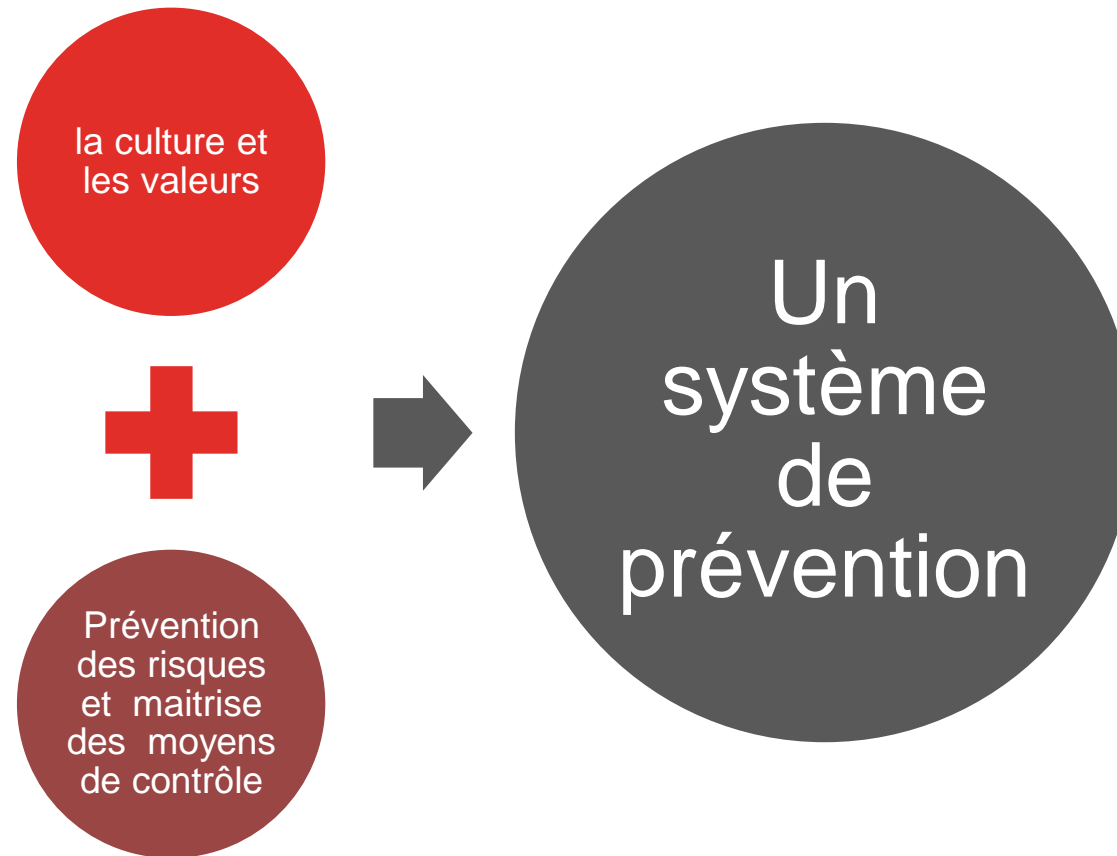 la culture et
les valeurs
Prévention
des risques
et maitrise
des moyens
de contrôle
Un
système
de
prévention